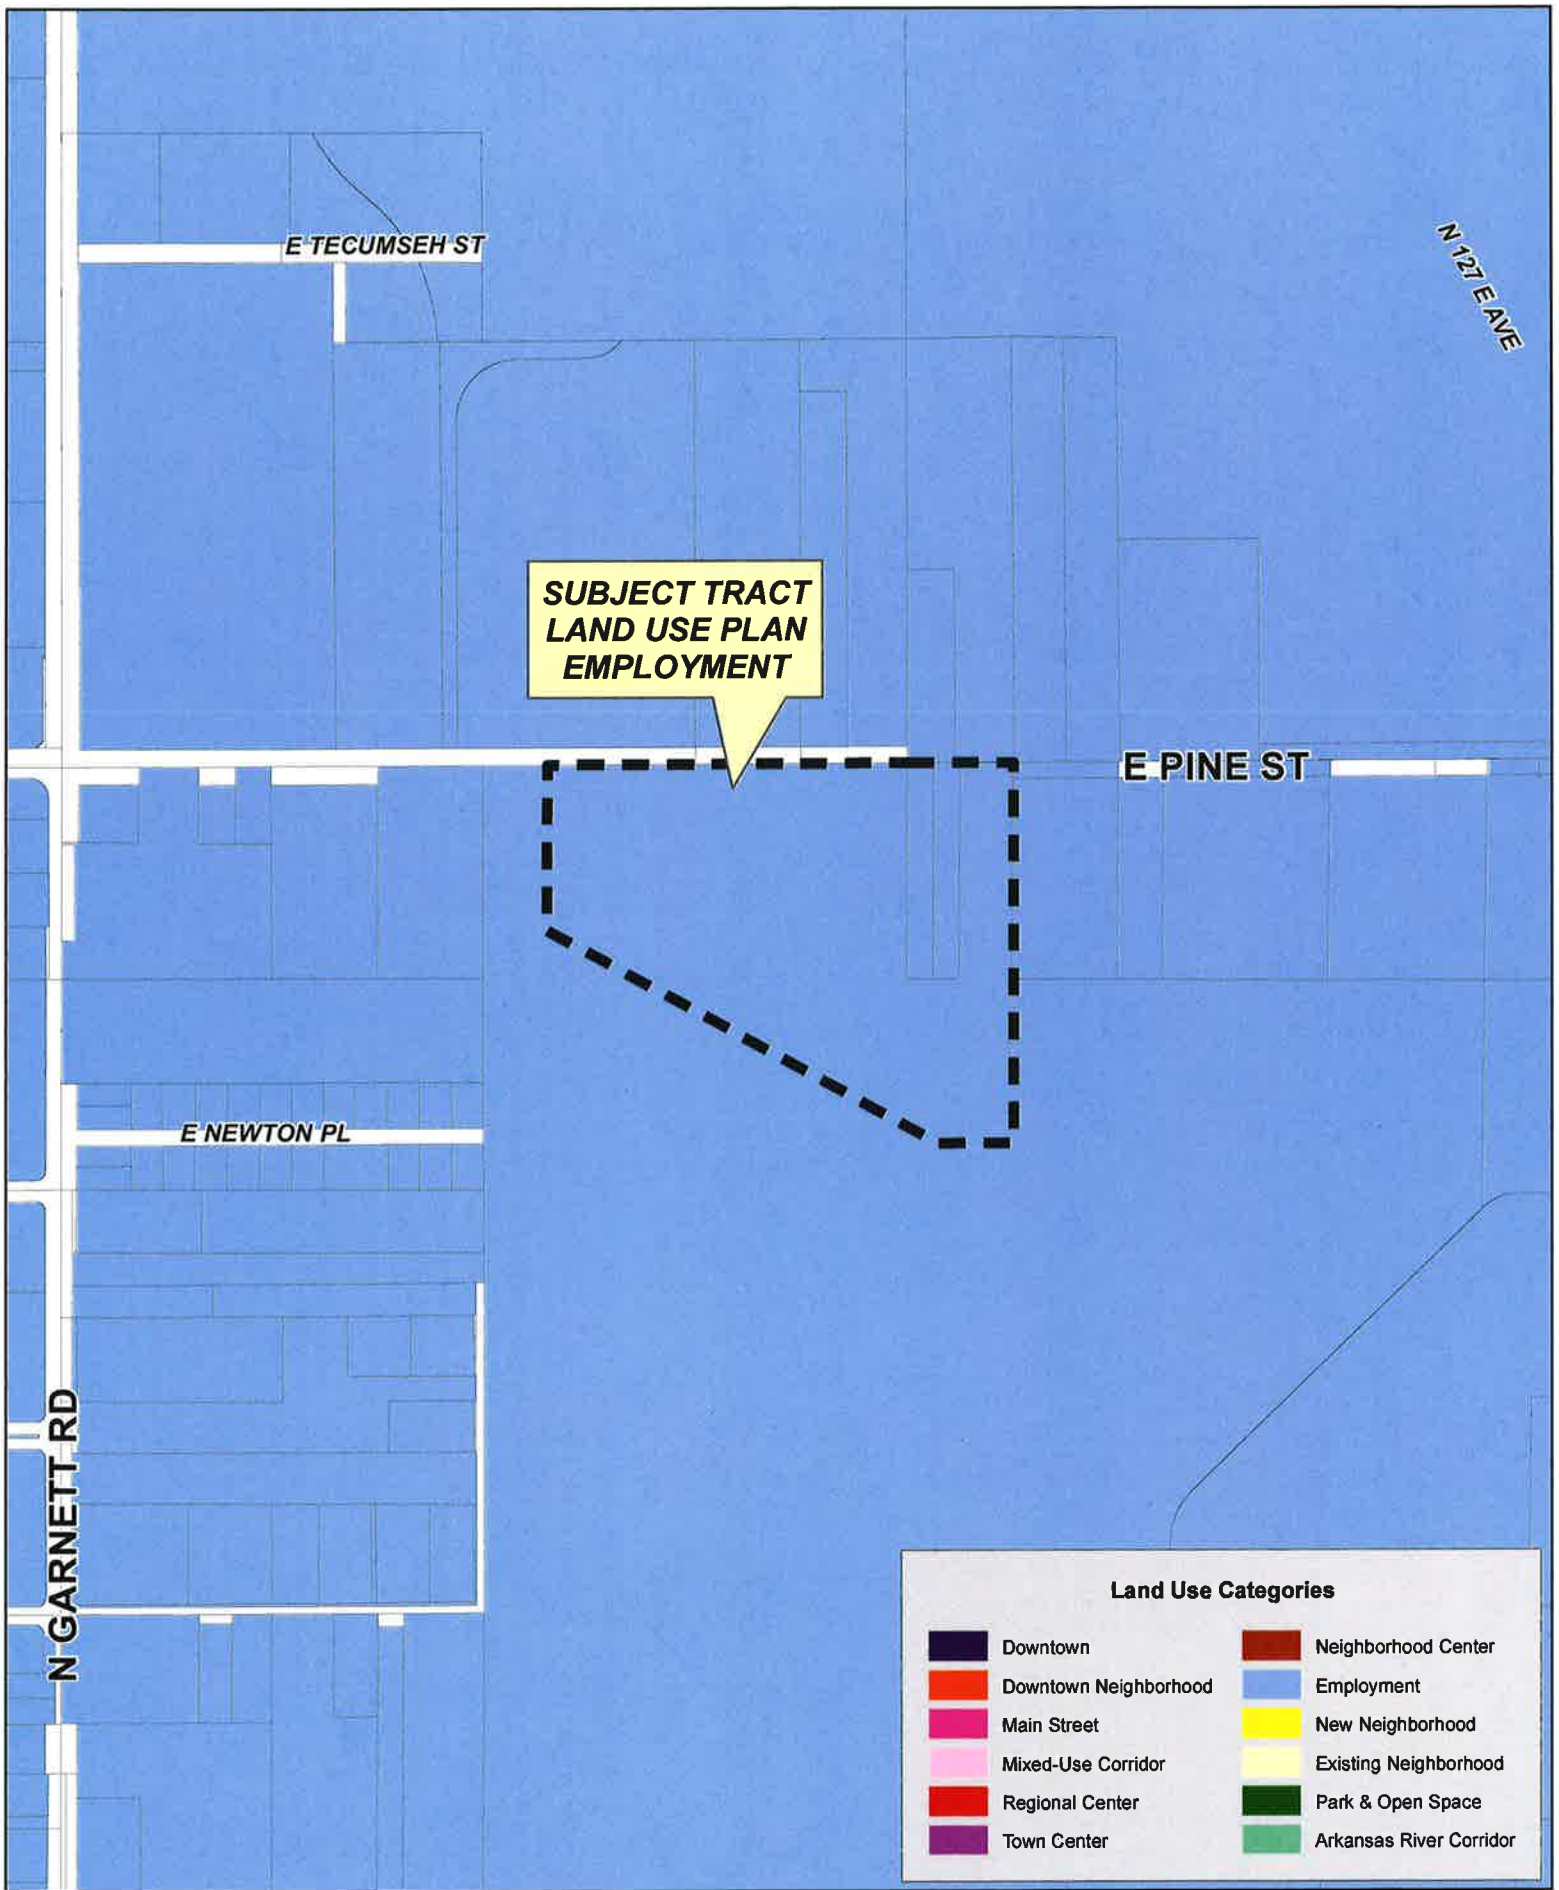 E TECUMSEH ST
N 127 E AVE
SUBJECT TRACT
LAND USE PLAN
EMPLOYMENT
E PINE ST
E NEWTON PL
N GARNETT RD
Land Use Categories
Downtown
Downtown Neighborhood
Main Street
Mixed-Use Corridor
Regional Center
Town Center
Neighborhood Center
Employment
New Neighborhood
Existing Neighborhood
Park & Open Space
Arkansas River Corridor